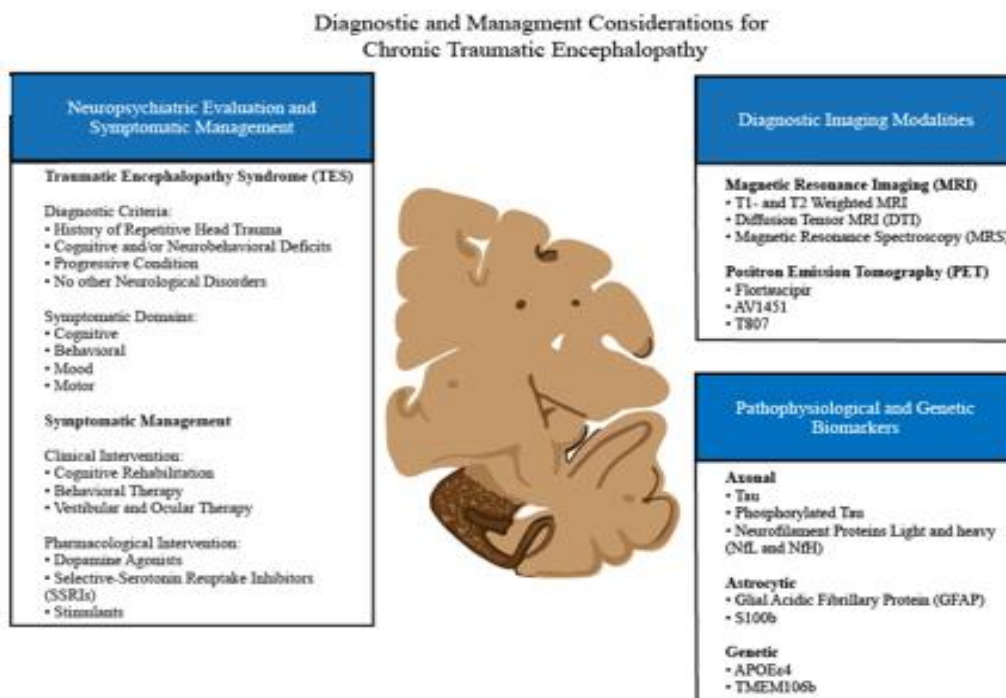 Diagnostic and Managment Considerations for
Chronic Traumatic Encephalopathy
Neuropsychiatric Evaluation and
Symptomatic Management
Traumatic Encephalopathy Syndrome (TES)
Diagnostic Criteria:
• History of Repetitive Head Trauma
• Cognitive and/or Neurobehavioral Deficits
• Progressive Condition
• No other Neurological Disorders
Symptomatic Domains:
• Cognitive
• Behavioral
• Mood
• Motor
Symptomatic Management
Clinical Intervention:
• Cognitive Rehabilitation
• Behavioral Therapy
• Vestibular and Ocular Therapy
Pharmacological Intervention:
• Dopamine Agonists
• Selective-Serotonin Reuptake Inhibitors
(SSRIs)
• Stimulants
Diagnostic Imaging Modalities
Magnetic Resonance Imaging (MRI)
• T1- and T2 Weighted MRI
• Diffusion Tensor MRI (DTI)
• Magnetic Resonance Spectroscopy (MRS)
Positron Emission Tomography (PET)
• Flortaucipir
• AV1451
• T807
Pathophysiological and Genetic
Biomarkers
Axonal
• Tau
• Phosphorylated Tau
• Neurofilament Proteins Light and heavy
(NfL and NfH)
Astrocytic
• Glial Acidic Fibrillary Protein (GFAP)
• S100b
Genetic
• APOEε4
• TMEM106b